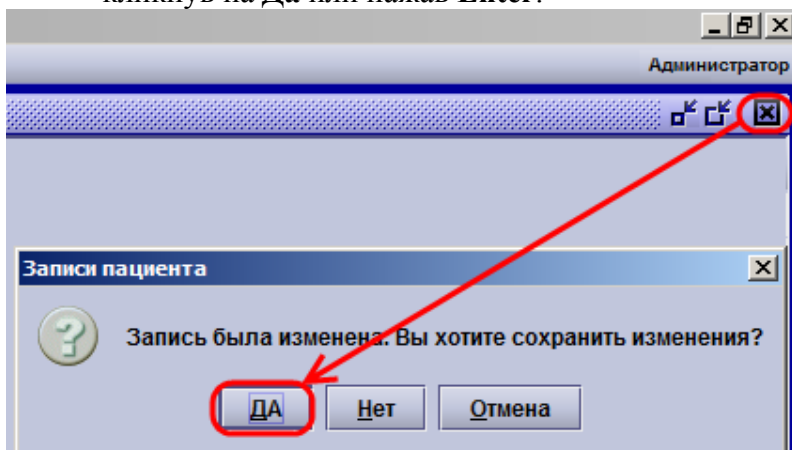 кликнув на Да или нажав Enter.
Администратор
Записи пациента
Запись была изменена. Вы хотите сохранить изменения?
ДА Нет Отмена